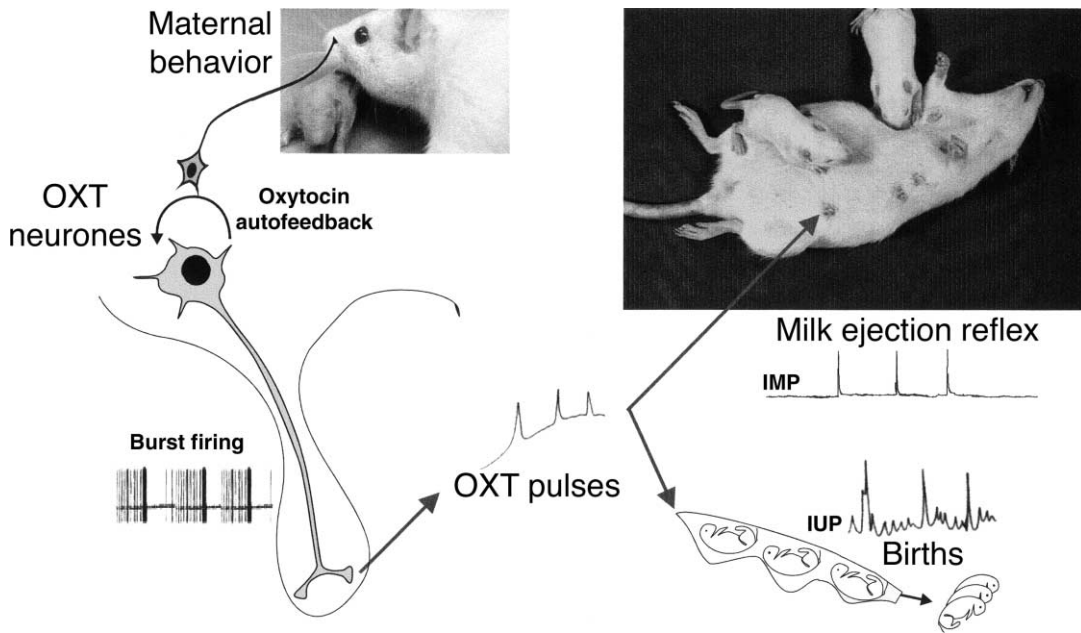 Maternal
behavior
OXT
neurones
Oxytocin
autofeedback
Burst firing
OXT pulses
Milk ejection reflex
IMP
IUP
Births